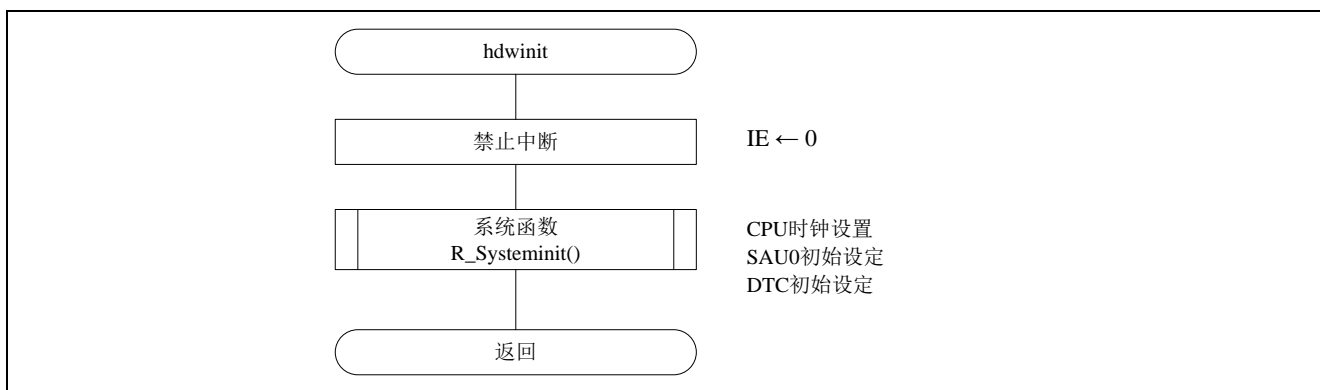 hdwinit
禁止中断
IE ← 0
系统函数
R_Systeminit()
CPU时钟设置
SAU0初始设定
DTC初始设定
返回